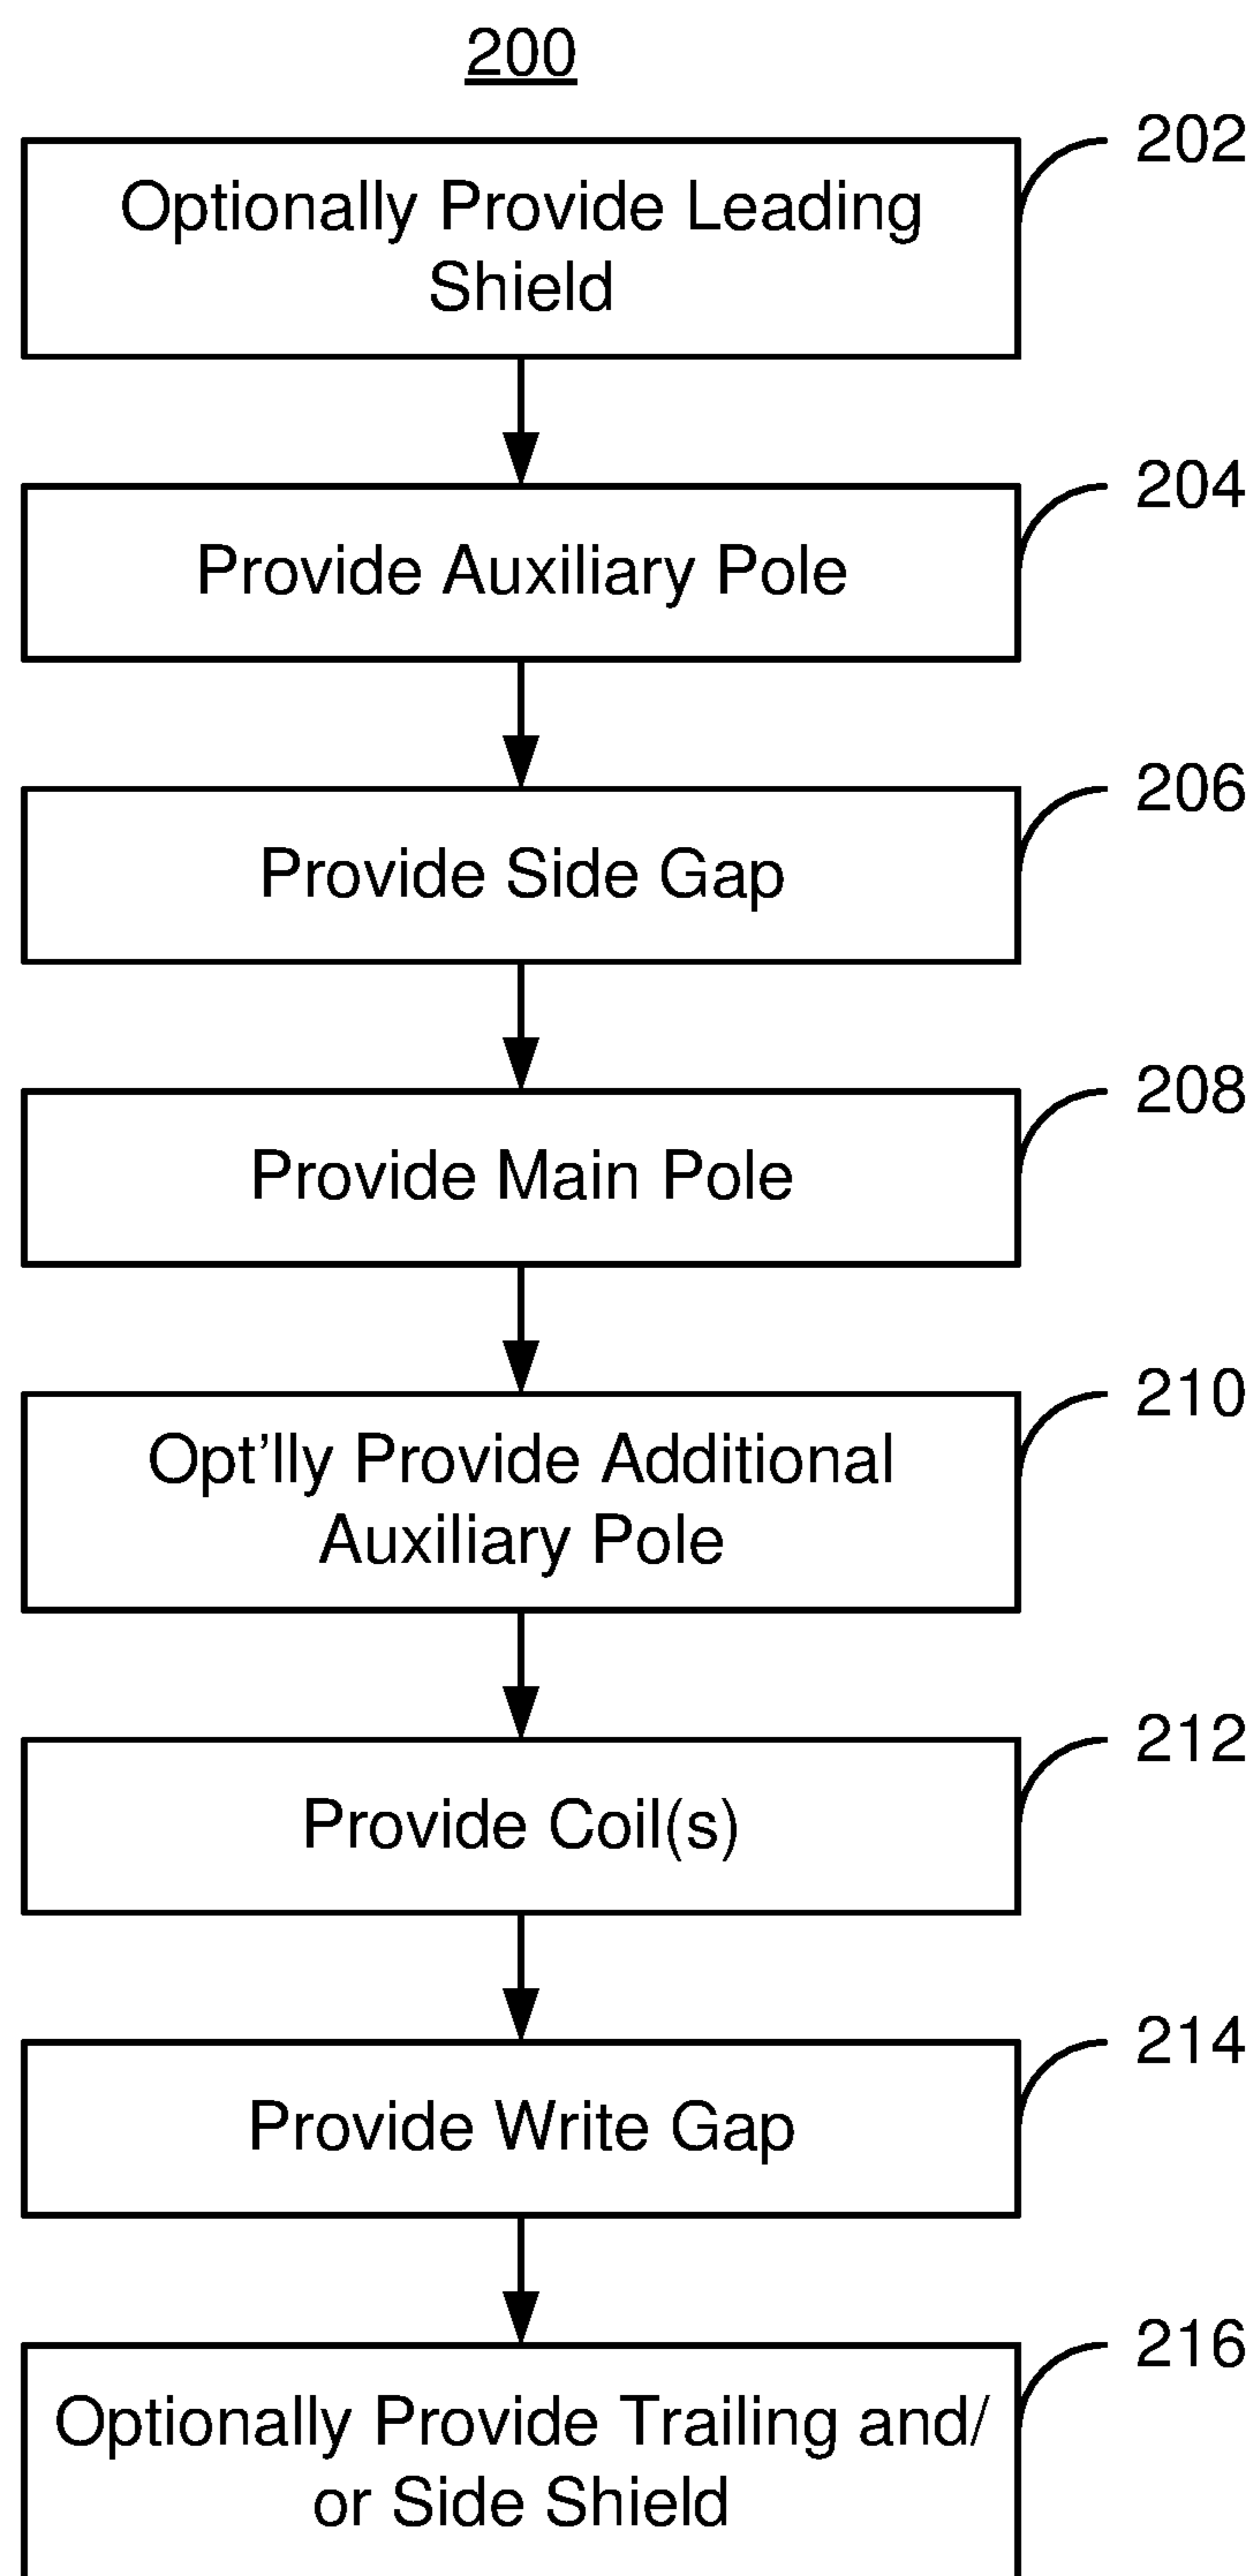 200
202
Optionally Provide Leading
Shield
204
Provide Auxiliary Pole
206
Provide Side Gap
208
Provide Main Pole
210
Opt’lly Provide Additional
Auxiliary Pole
212
Provide Coil(s)
214
Provide Write Gap
216
Optionally Provide Trailing and/
or Side Shield